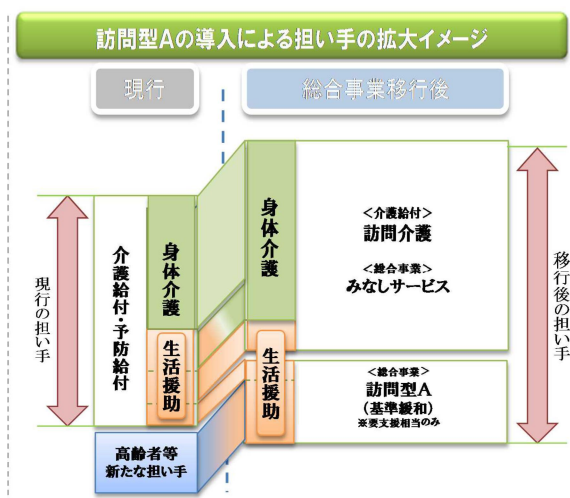 訪問型Aの導入による担い手の拡大イメージ
現行
総合事業移行後
現行の担い手
介護給付・予防給付
身体介護
生活援助
高齢者等
新たな担い手
身体介護
生活援助
＜介護給付＞
訪問介護
＜総合事業＞
みなしサービス
＜総合事業＞
訪問型A
（基準緩和）
※要支援相当のみ
移行後の担い手